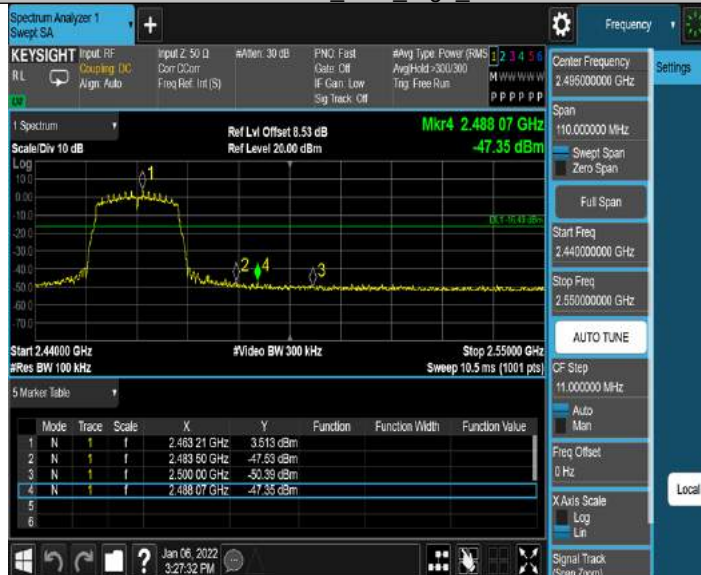 Spectrum Analyzer 1
Swept SA
+
Frequency
KEYSIGHT
RL
Input: RF
Coupling: DC
Align: Auto
Input Z: 50 Ω
Corr CCorr
Freq Ref: Int (S)
#Atten: 30 dB
PNO: Fast
Gate: Off
IF Gain: Low
Sig Track: Off
#Avg Type: Power (RMS
Avg|Hold:>300/300
Trig: Free Run
1 2 3 4 5 6
M W W W W W
P P P P P P
Center Frequency
2.495000000 GHz
Settings
Span
110.000000 MHz
Swept Span
Zero Span
Full Span
Start Freq
2.440000000 GHz
Stop Freq
2.550000000 GHz
AUTO TUNE
CF Step
11.000000 MHz
Auto
Man
Freq Offset
0 Hz
X Axis Scale
Log
Lin
Signal Track
(Span Zoom)
Local
1 Spectrum
Scale/Div 10 dB
Ref Lvl Offset 8.53 dB
Ref Level 20.00 dBm
Mkr4 2.488 07 GHz
-47.35 dBm
Log
10.0
0.00
-10.0
-20.0
-30.0
-40.0
-50.0
-60.0
-70.0
1
2
4
3
Start 2.44000 GHz
#Res BW 100 kHz
#Video BW 300 kHz
Stop 2.55000 GHz
Sweep 10.5 ms (1001 pts)
5 Marker Table
Mode Trace Scale X Y Function Function Width Function Value
1 N 1 f 2.463 21 GHz 3.513 dBm
2 N 1 f 2.483 50 GHz -47.53 dBm
3 N 1 f 2.500 00 GHz -50.39 dBm
4 N 1 f 2.488 07 GHz -47.35 dBm
5
6
?
Jan 06, 2022
3:27:32 PM